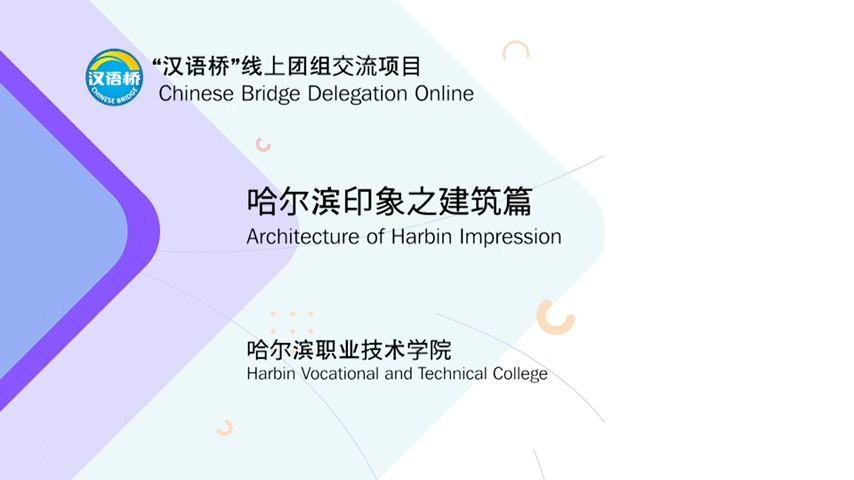 汉语桥
CHINESE BRIDGE
“汉语桥”线上团组交流项目
Chinese Bridge Delegation Online
哈尔滨印象之建筑篇
Architecture of Harbin Impression
哈尔滨职业技术学院
Harbin Vocational and Technical College